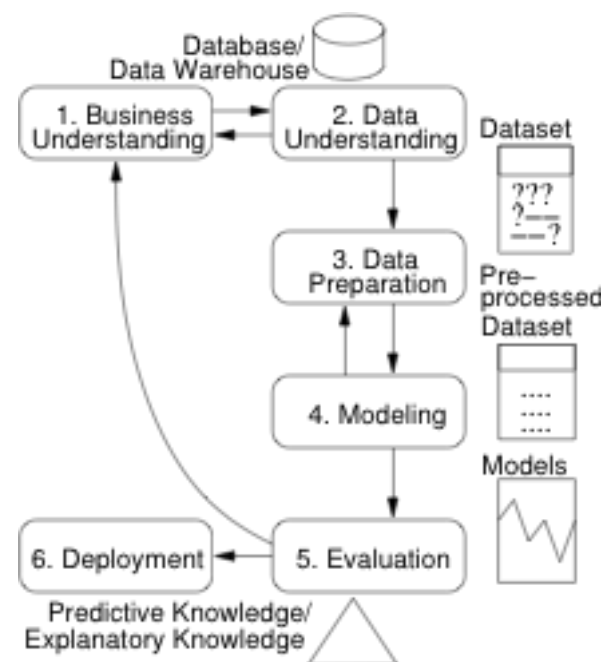 Database/
Data Warehouse
1. Business
Understanding
2. Data
Understanding
Dataset
???
?−−
−−?
3. Data
Preparation
Pre−
processed
Dataset
....
....
....
4. Modeling
Models
6. Deployment
5. Evaluation
Predictive Knowledge/
Explanatory Knowledge